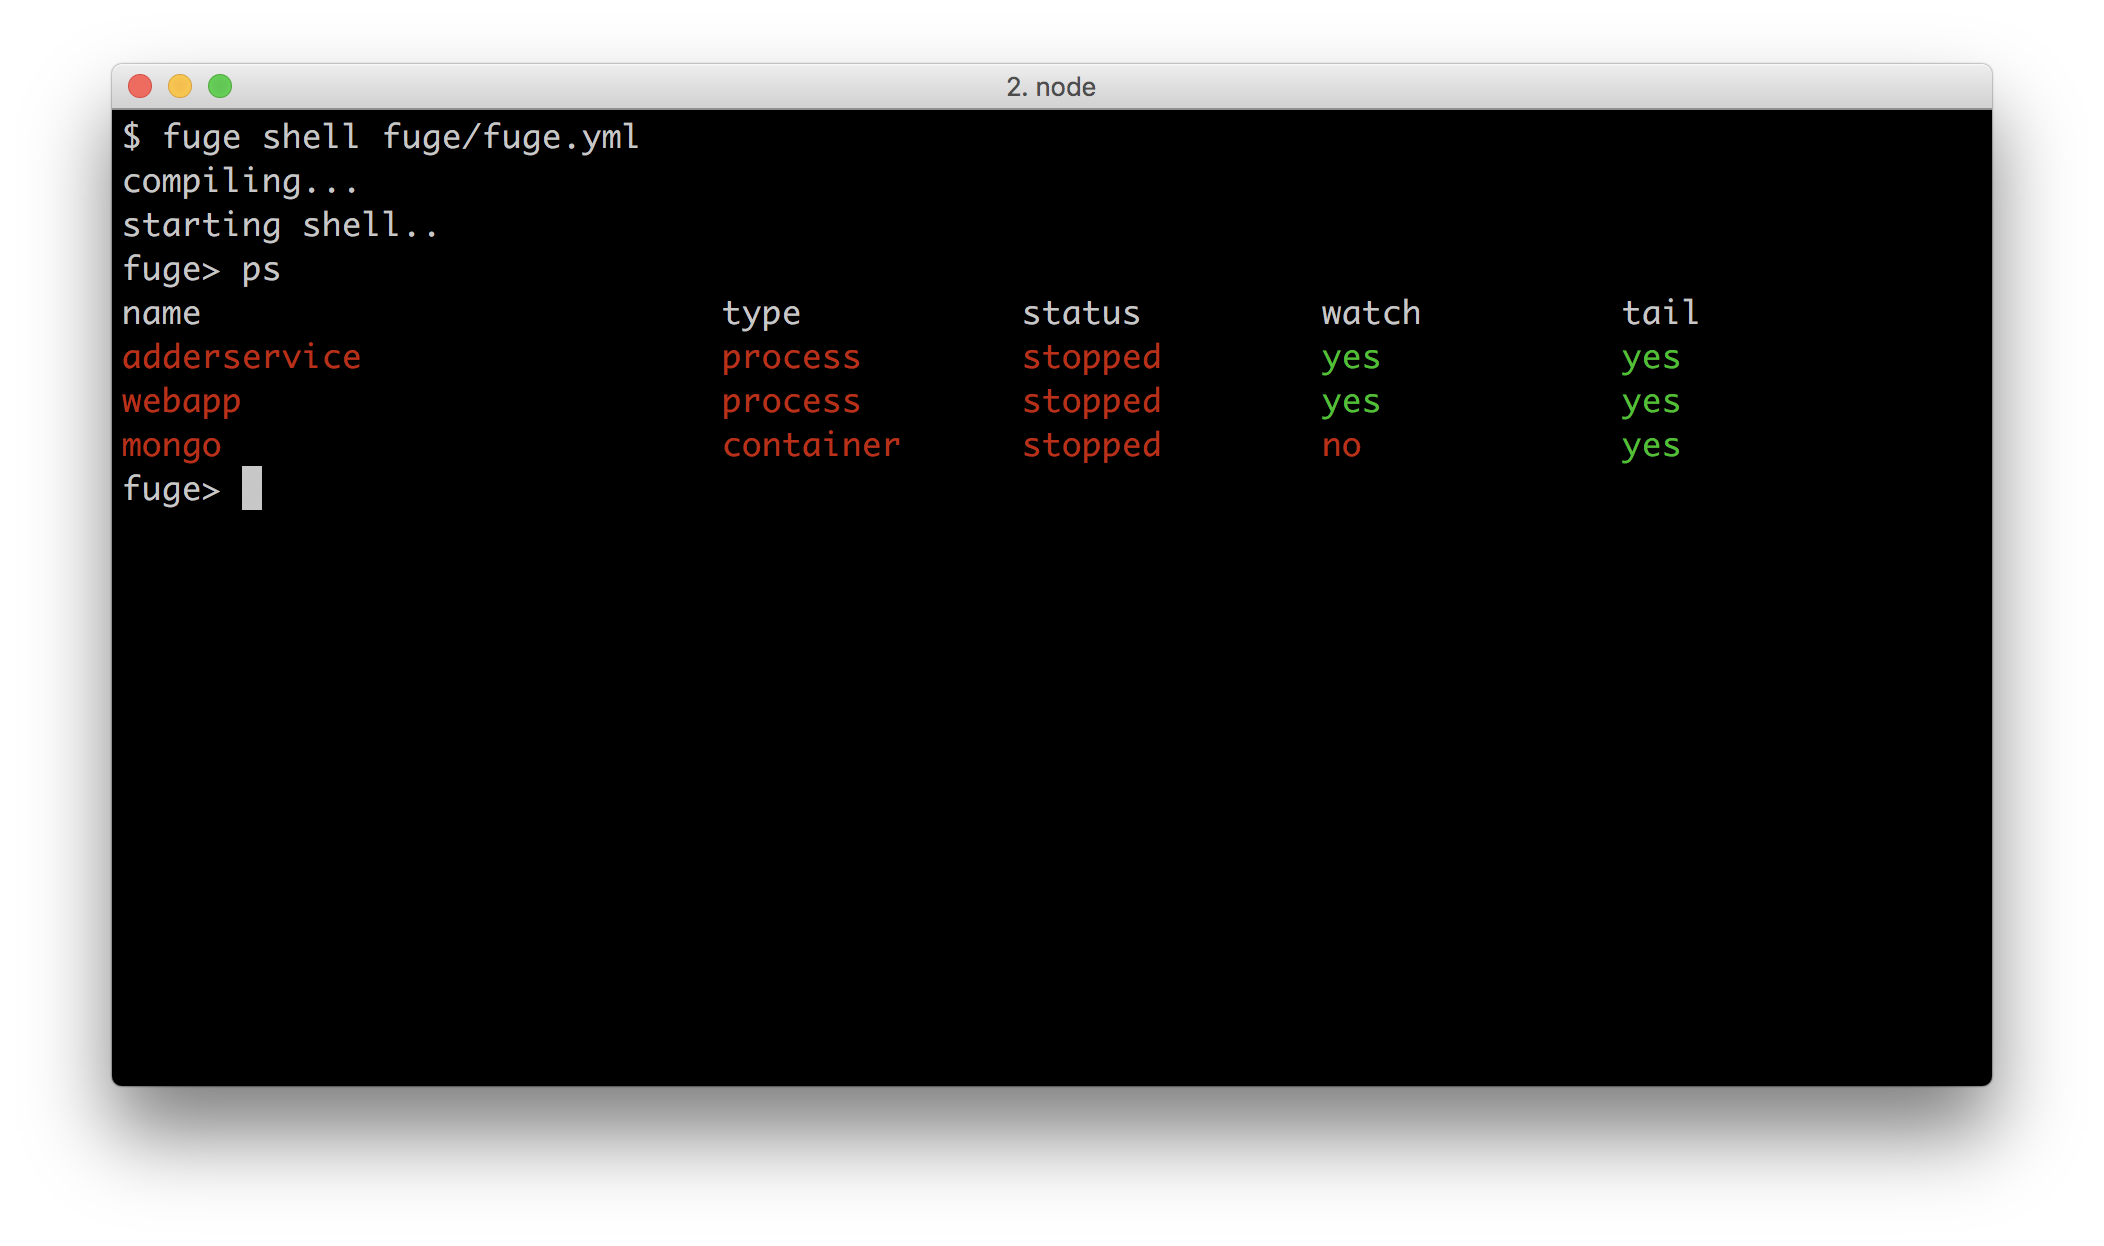 2. node
$ fuge shell fuge/fuge.yml
compiling...
starting shell..
fuge> ps
name type status watch tail
adderservice process stopped yes yes
webapp process stopped yes yes
mongo container stopped no yes
fuge>